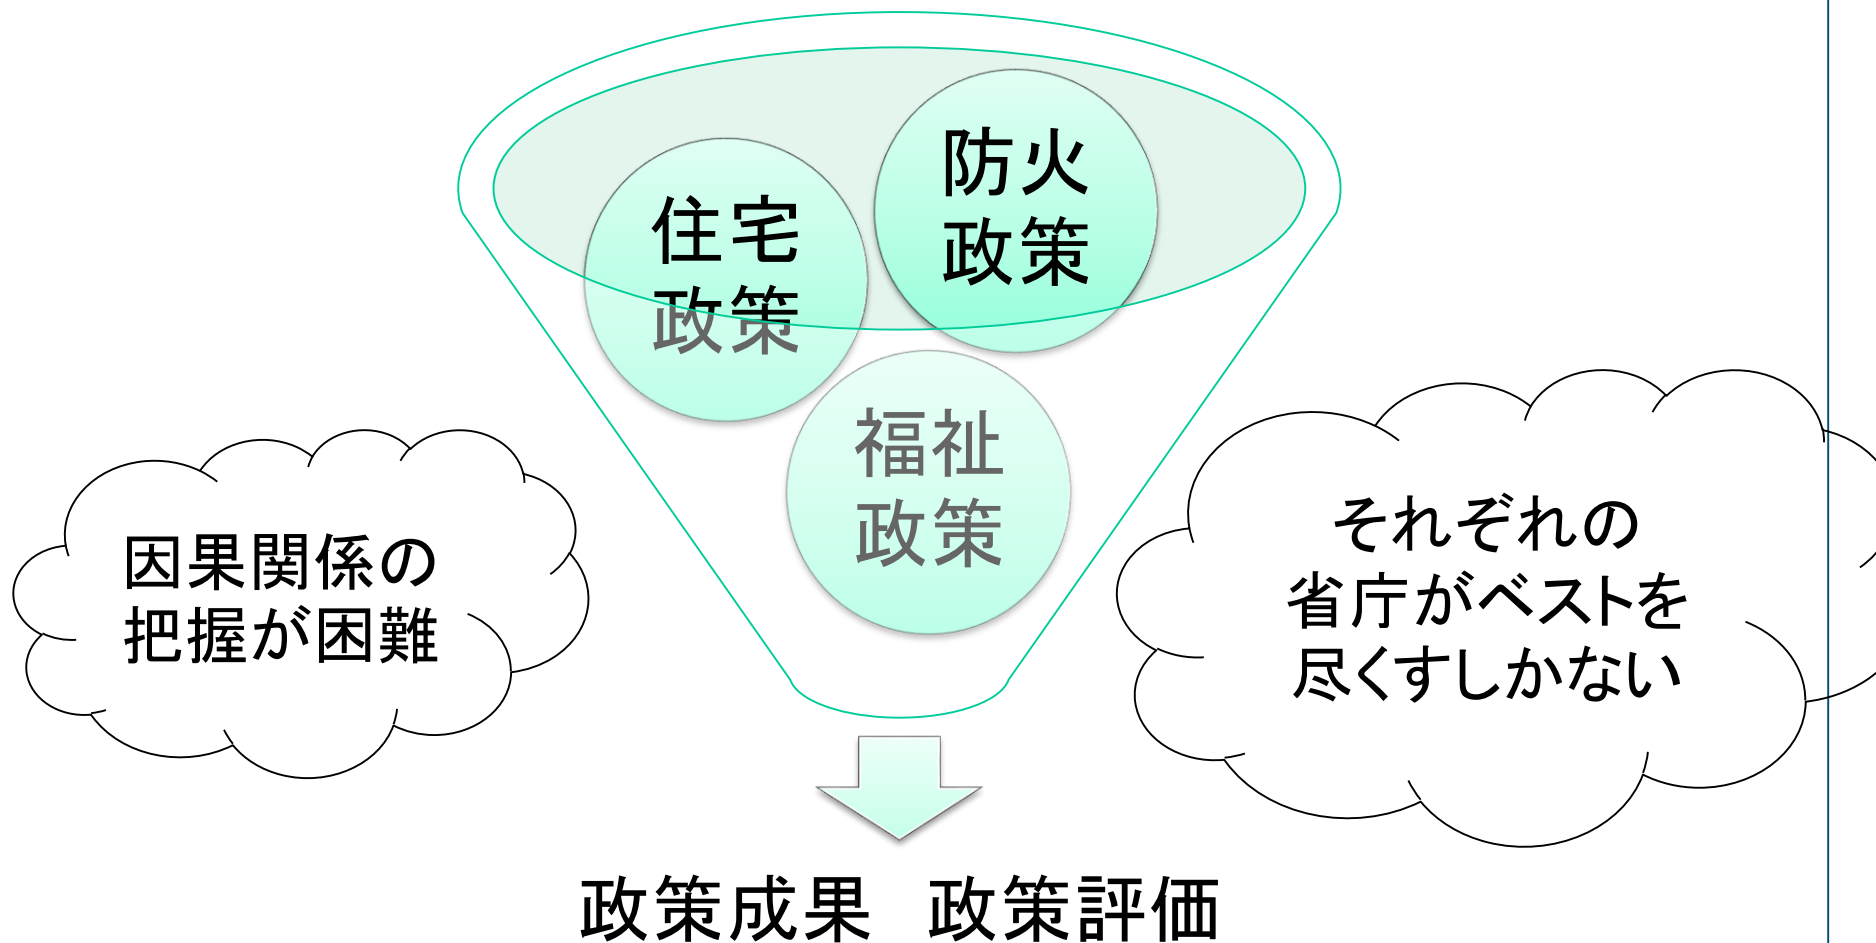 防火
政策
住宅
政策
福祉
政策
因果関係の
把握が困難
それぞれの
省庁がベストを
尽くすしかない
政策成果　政策評価